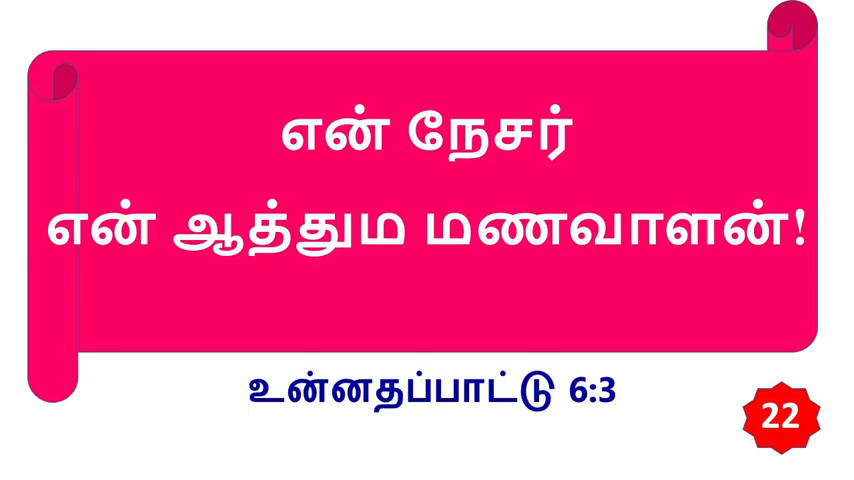 என் நேசர்
என் ஆத்தும மணவாளன்!
உன்னதப்பாட்டு 6:3
22